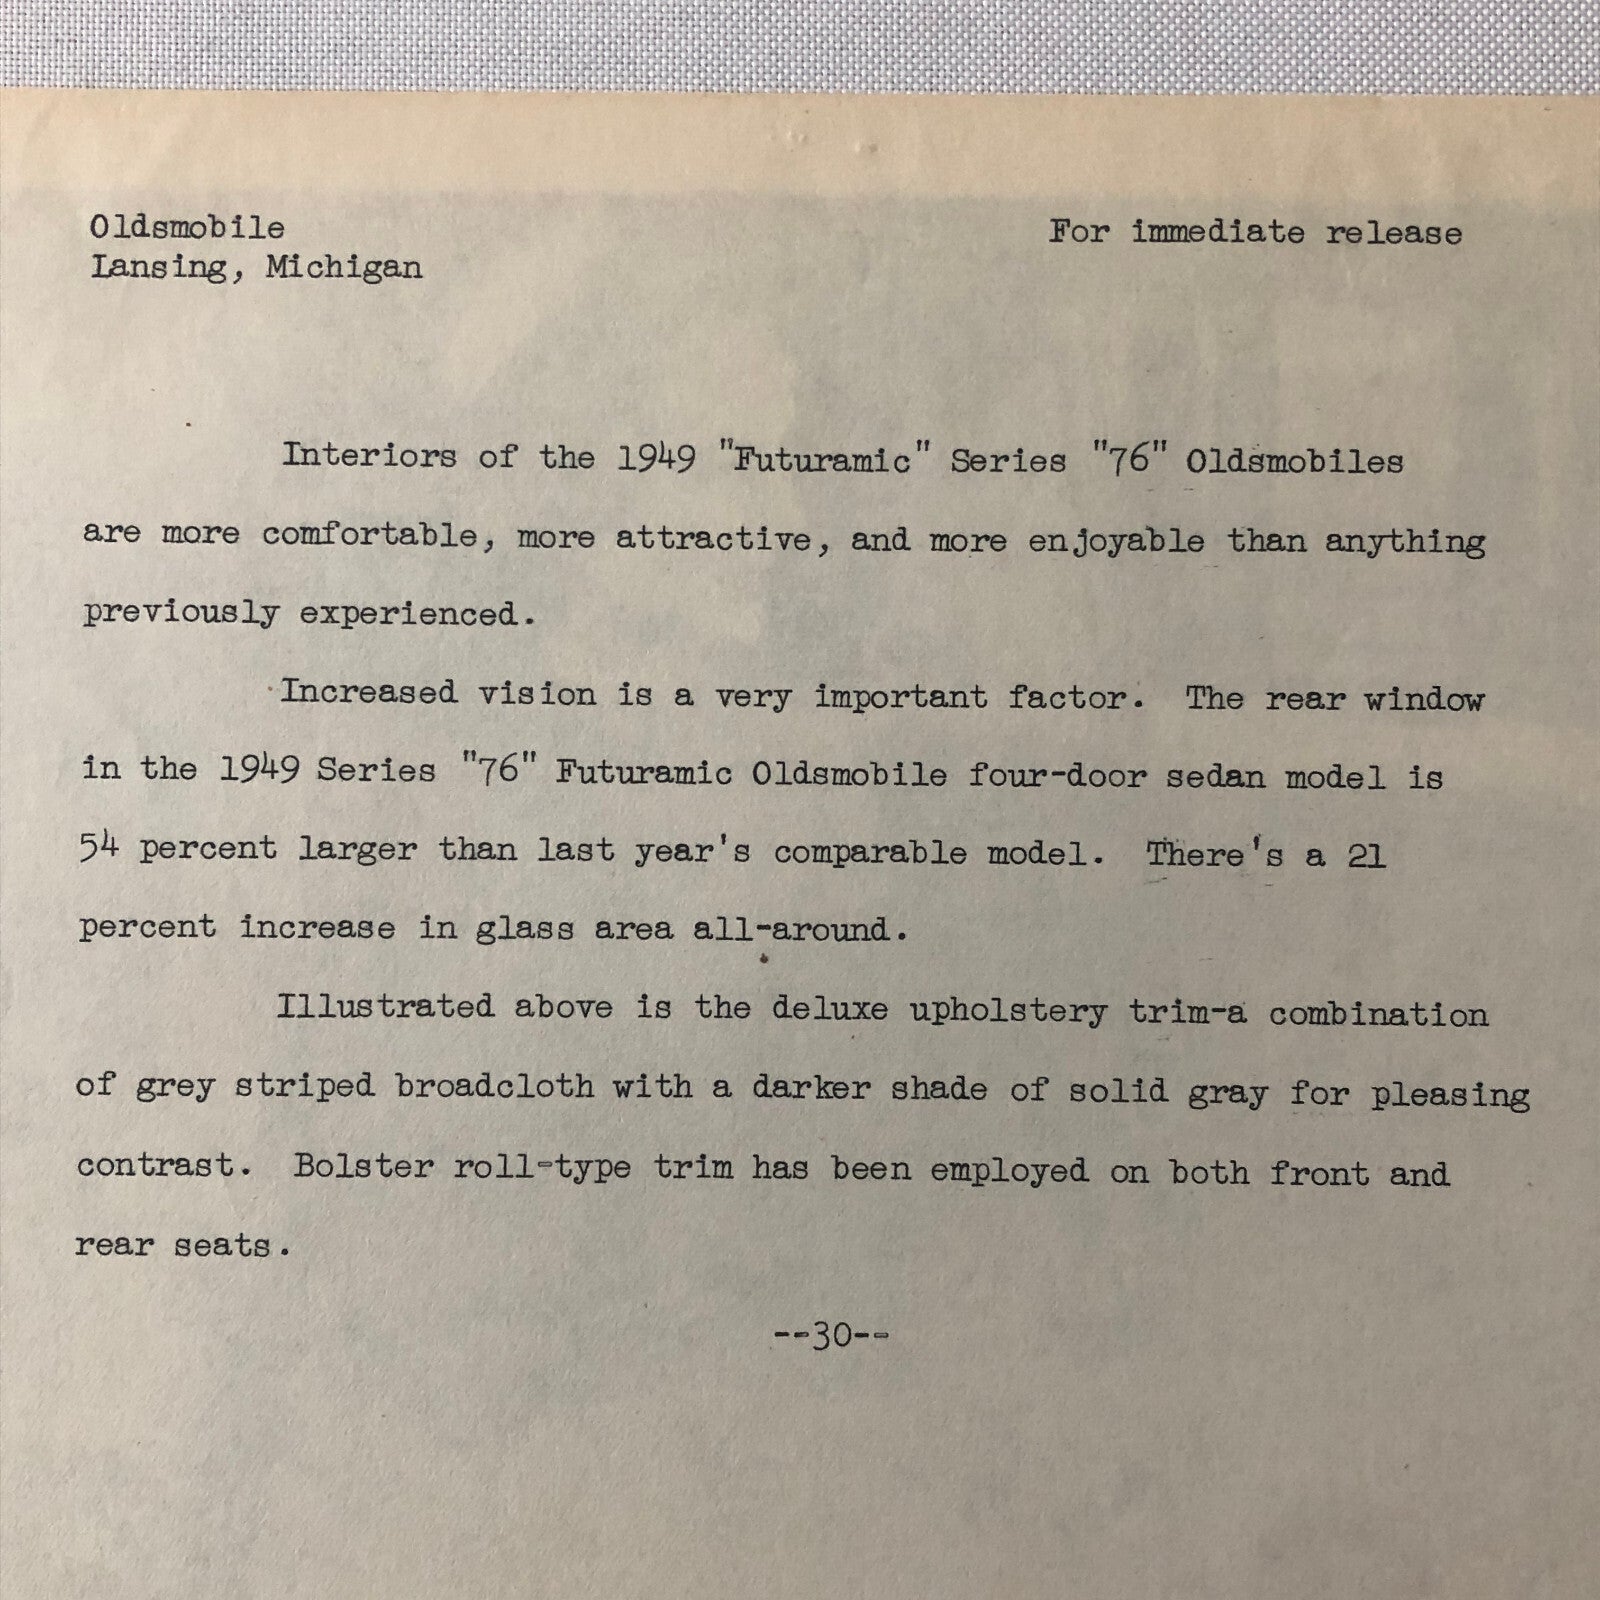 Oldsmobile
For immediate release
Lansing, Michigan
Interiors of the 1949 "Futuramic" Series "76" Oldsmobiles
are more comfortable, more attractive, and more enjoyable than anything
previously experienced.
Increased vision is a very important factor. The rear window
in the 1949 Series "76" Futuramic Oldsmobile four-door sedan model is
54 percent larger than last year's comparable model. There's a 21
percent increase in glass area all-around.
Illustrated above is the deluxe upholstery trim-a combination
of grey striped broadcloth with a darker shade of solid gray for pleasing
contrast. Bolster roll-type trim has been employed on both front and
rear seats.
--30--